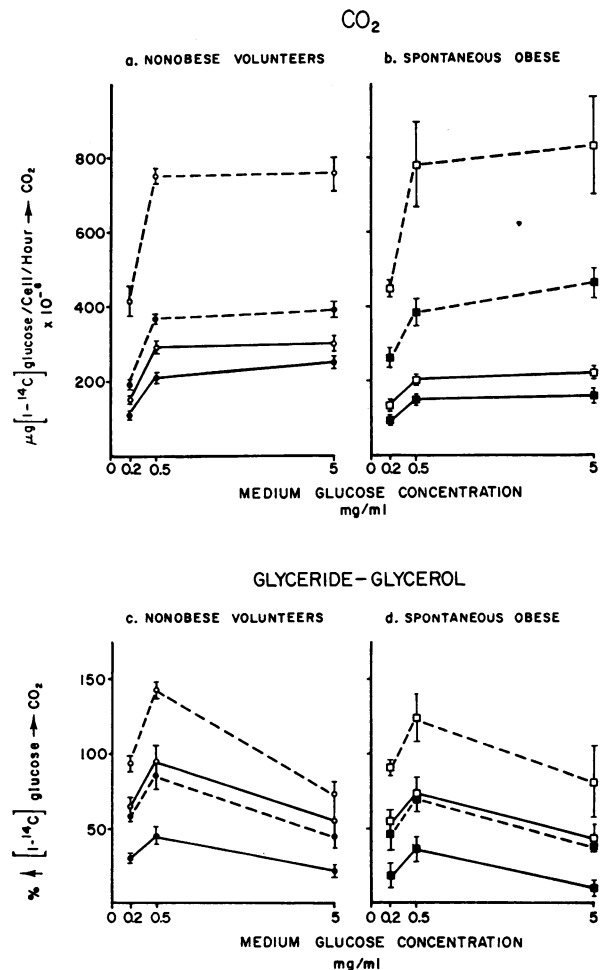 CO₂
a. NONOBESE VOLUNTEERS
b. SPONTANEOUS OBESE
μg[1-¹⁴C]glucose/Cell/Hour → CO₂
x 10⁻⁶
800
600
400
200
0 0.2 0.5 5
0 0.2 0.5 5
MEDIUM GLUCOSE CONCENTRATION
mg/ml
GLYCERIDE-GLYCEROL
c. NONOBESE VOLUNTEERS
d. SPONTANEOUS OBESE
% ↑ [1-¹⁴C] glucose → CO₂
150
100
50
0 0.2 0.5 5
0 0.2 0.5 5
MEDIUM GLUCOSE CONCENTRATION
mg/ml